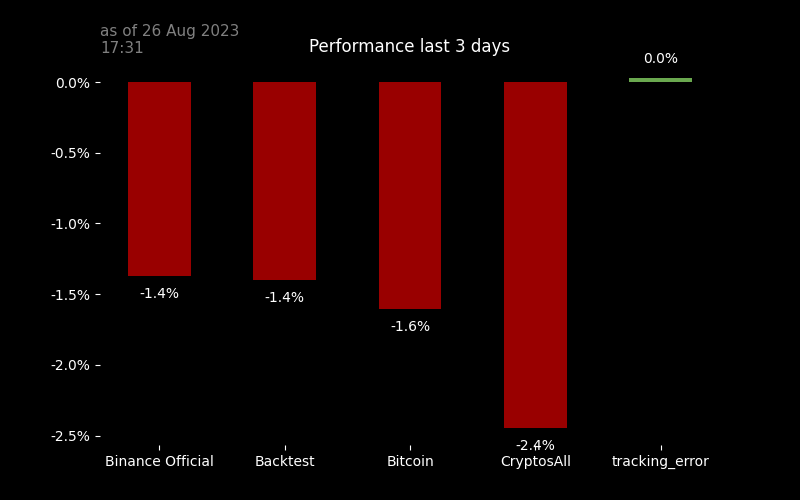 as of 26 Aug 2023
17:31
Performance last 3 days
0.0%
0.0%
-0.5%
-1.0%
-1.5%
-2.0%
-2.5%
-1.4%
-1.4%
-1.6%
-2.4%
Binance Official
Backtest
Bitcoin
CryptosAll
tracking_error